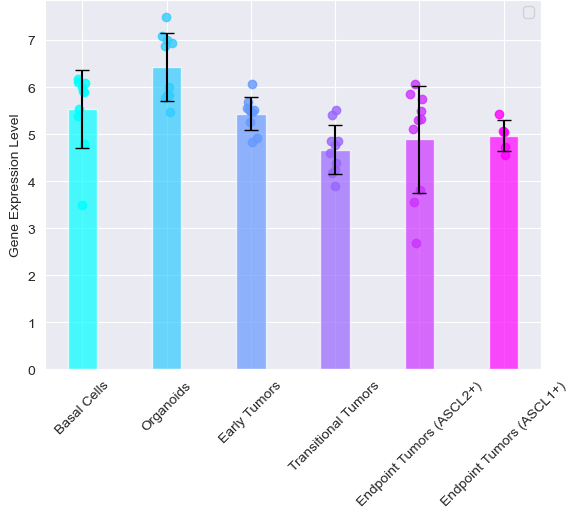 7
6
5
4
3
2
1
0
Gene Expression Level
Basal Cells
Organoids
Early Tumors
Transitional Tumors
Endpoint Tumors (ASCL2+)
Endpoint Tumors (ASCL1+)